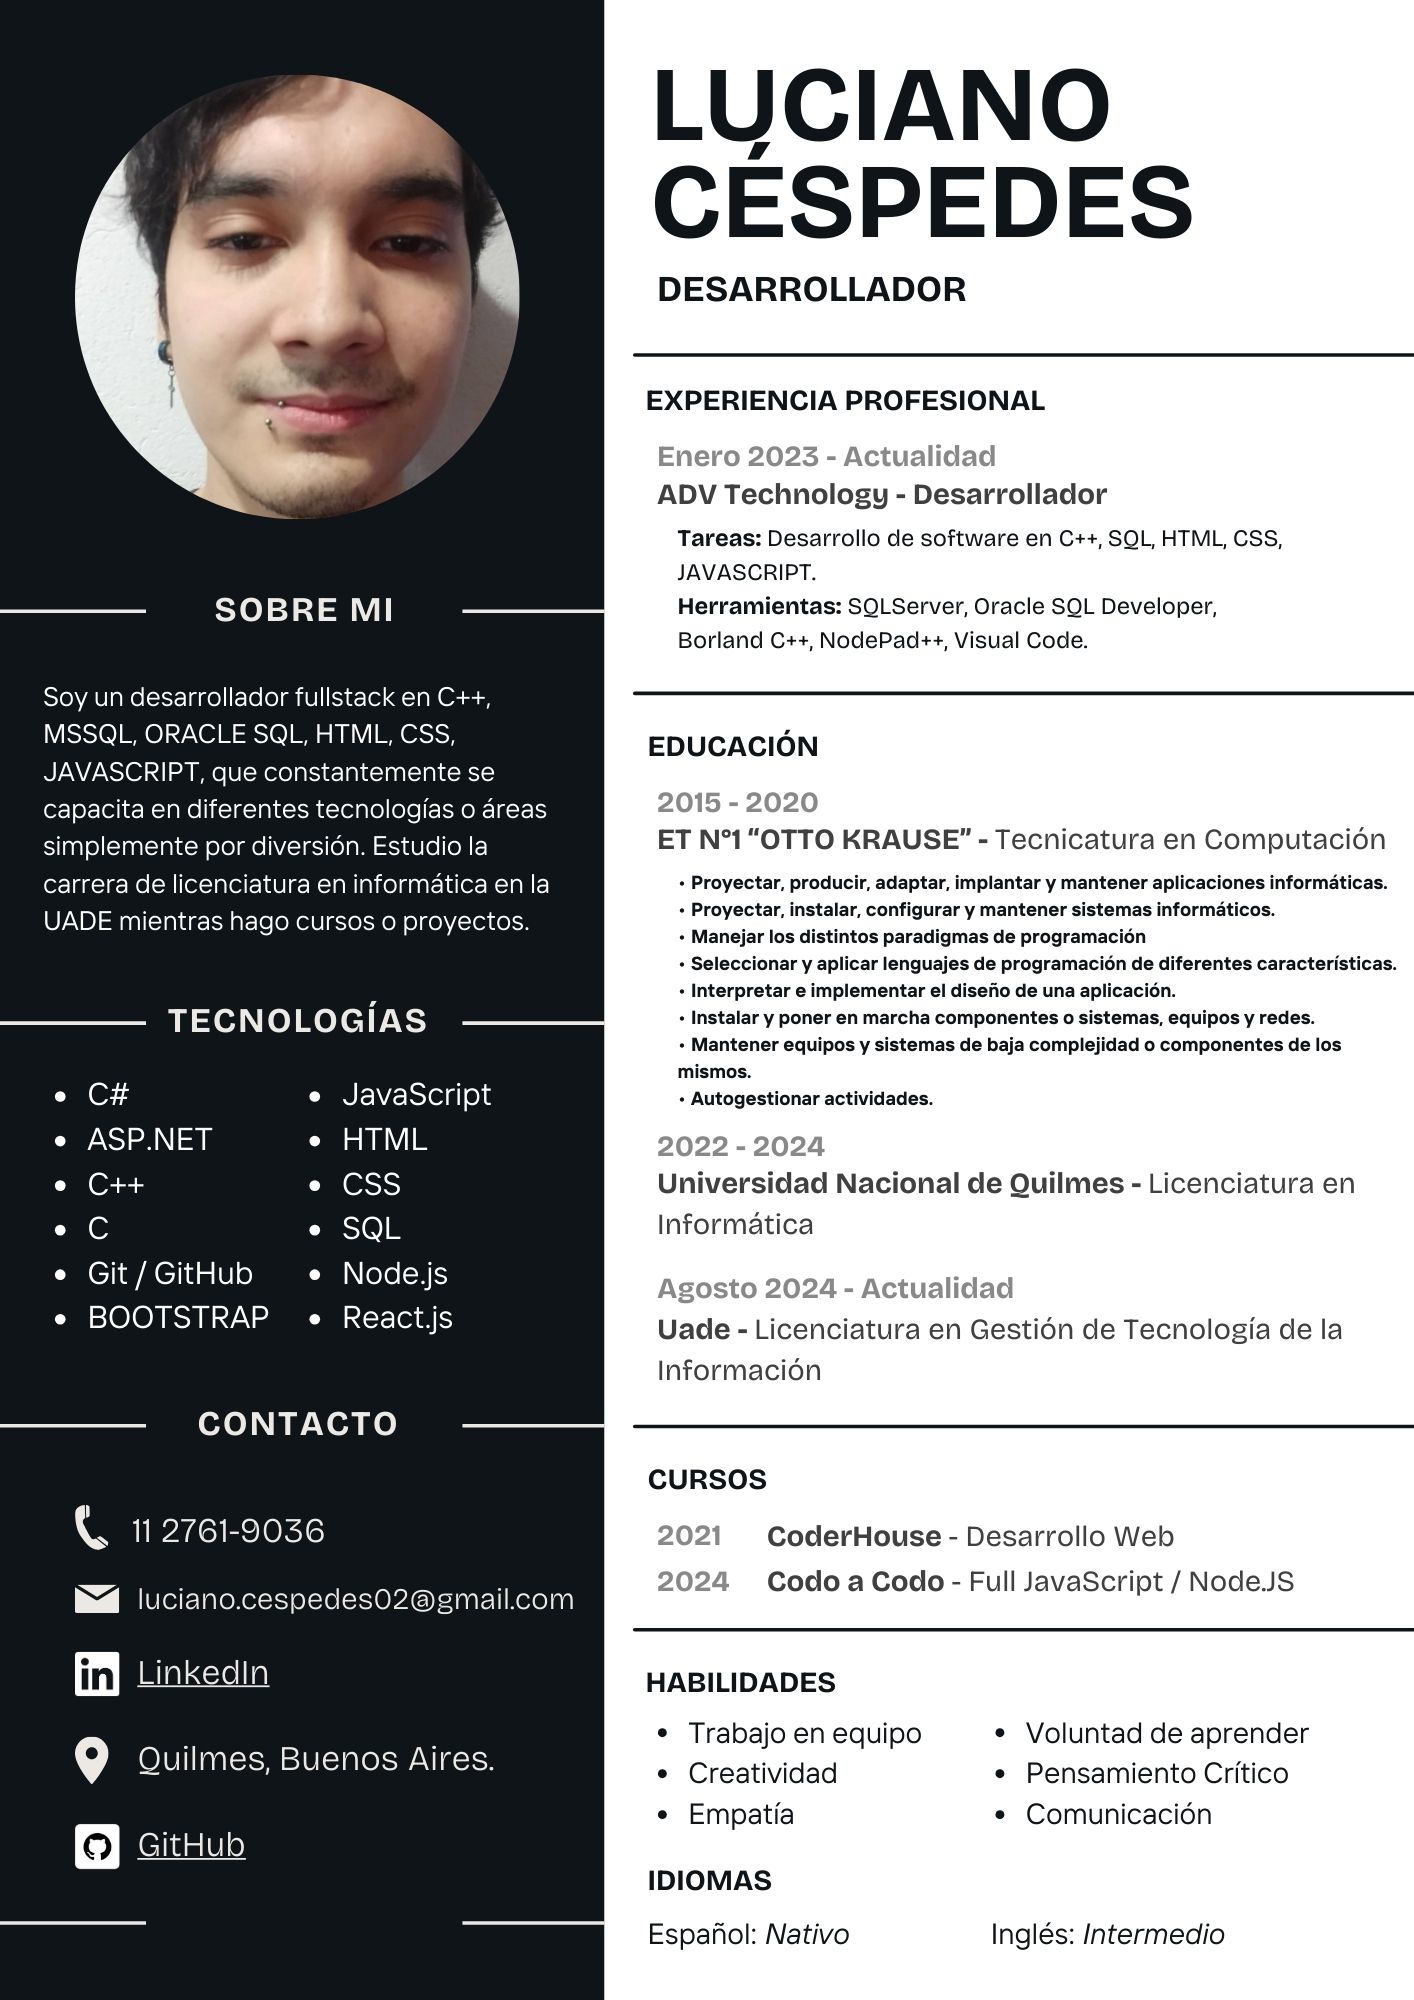 LUCIANO
CÉSPEDES
DESARROLLADOR
SOBRE MI
Soy un desarrollador fullstack en C++,
MSSQL, ORACLE SQL, HTML, CSS,
JAVASCRIPT, que constantemente se
capacita en diferentes tecnologías o áreas
simplemente por diversión. Estudio la
carrera de licenciatura en informática en la
UADE mientras hago cursos o proyectos.
TECNOLOGÍAS
• C#
• ASP.NET
• C++
• C
• Git / GitHub
• BOOTSTRAP
• JavaScript
• HTML
• CSS
• SQL
• Node.js
• React.js
CONTACTO
11 2761-9036
luciano.cespedes02@gmail.com
in LinkedIn
Quilmes, Buenos Aires.
GitHub
EXPERIENCIA PROFESIONAL
Enero 2023 - Actualidad
ADV Technology - Desarrollador
Tareas: Desarrollo de software en C++, SQL, HTML, CSS,
JAVASCRIPT.
Herramientas: SQLServer, Oracle SQL Developer,
Borland C++, NodePad++, Visual Code.
EDUCACIÓN
2015 - 2020
ET N°1 “OTTO KRAUSE” - Tecnicatura en Computación
• Proyectar, producir, adaptar, implantar y mantener aplicaciones informáticas.
• Proyectar, instalar, configurar y mantener sistemas informáticos.
• Manejar los distintos paradigmas de programación
• Seleccionar y aplicar lenguajes de programación de diferentes características.
• Interpretar e implementar el diseño de una aplicación.
• Instalar y poner en marcha componentes o sistemas, equipos y redes.
• Mantener equipos y sistemas de baja complejidad o componentes de los
mismos.
• Autogestionar actividades.
2022 - 2024
Universidad Nacional de Quilmes - Licenciatura en
Informática
Agosto 2024 - Actualidad
Uade - Licenciatura en Gestión de Tecnología de la
Información
CURSOS
2021 CoderHouse - Desarrollo Web
2024 Codo a Codo - Full JavaScript / Node.JS
HABILIDADES
• Trabajo en equipo
• Creatividad
• Empatía
• Voluntad de aprender
• Pensamiento Crítico
• Comunicación
IDIOMAS
Español: Nativo
Inglés: Intermedio